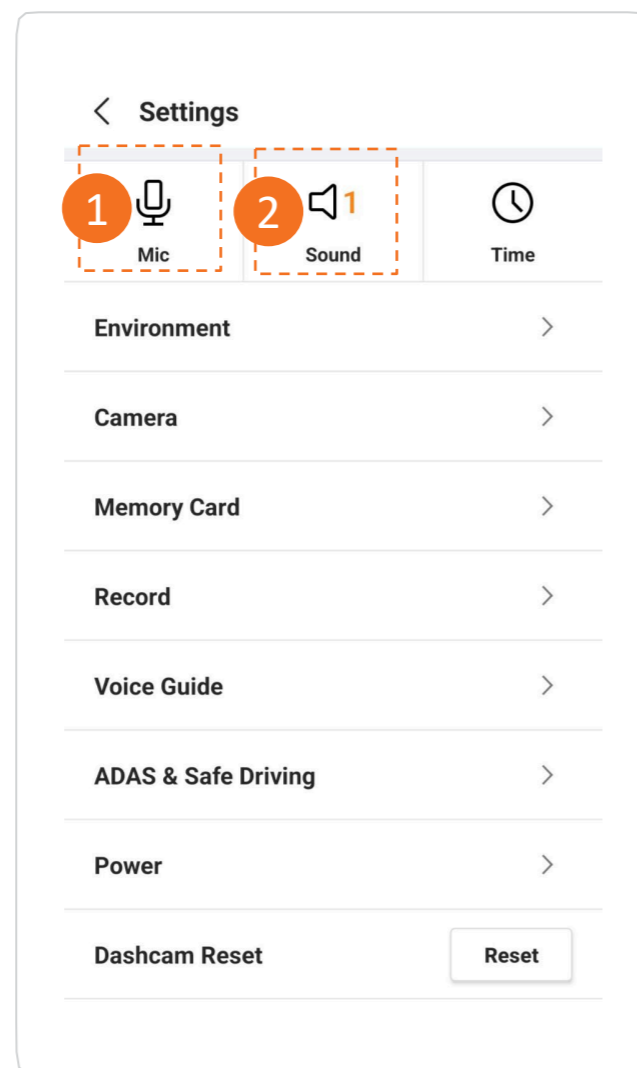 Settings
1 2 1
Mic Sound Time
Environment
Camera
Memory Card
Record
Voice Guide
ADAS & Safe Driving
Power
Dashcam Reset Reset